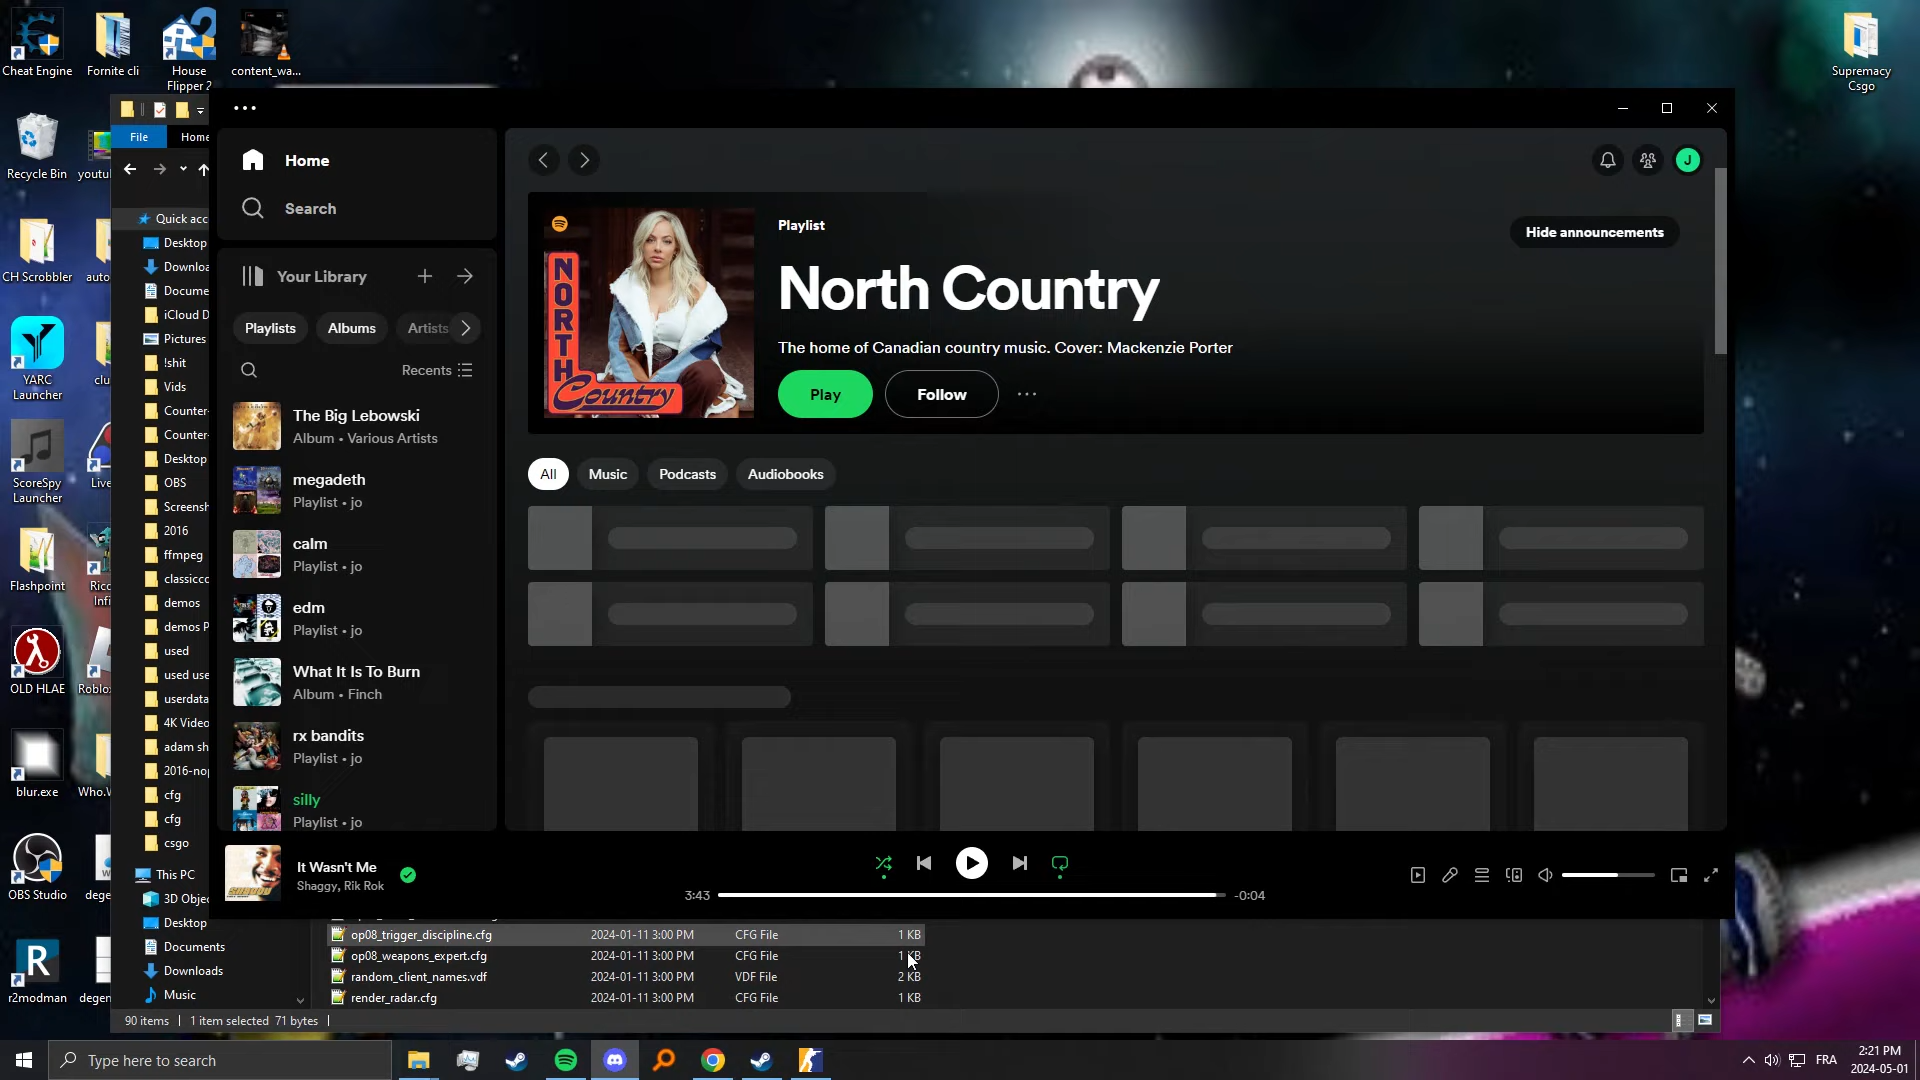 Cheat Engine
Fornite cli
House
Flipper 2
content_wa...
Supremacy
Csgo
Recycle Bin
youtu
CH Scrobbler
auto
YARC
Launcher
clu
ScoreSpy
Launcher
Live
Flashpoint
Rico
Infi
OLD HLAE
Roblo
blur.exe
Who.V
OBS Studio
dege
r2modman
degen
File
Home
Quick acc
Desktop
Downloa
Docume
iCloud D
Pictures
!shit
Vids
Counter-
Counter-
Desktop
OBS
Screensh
2016
ffmpeg
classicco
demos
demos P
used
used use
userdata
4K Video
adam sh
2016-nop
cfg
cfg
csgo
This PC
3D Objec
Desktop
Documents
Downloads
Music
Home
Search
Your Library
Playlists
Albums
Artists
Recents
The Big Lebowski
Album • Various Artists
megadeth
Playlist • jo
calm
Playlist • jo
edm
Playlist • jo
What It Is To Burn
Album • Finch
rx bandits
Playlist • jo
silly
Playlist • jo
J
NORTH
Country
Playlist
Hide announcements
North Country
The home of Canadian country music. Cover: Mackenzie Porter
Play
Follow
All
Music
Podcasts
Audiobooks
It Wasn't Me
Shaggy, Rik Rok
3:43
-0:04
op08_trigger_discipline.cfg 2024-01-11 3:00 PM CFG File 1 KB
op08_weapons_expert.cfg 2024-01-11 3:00 PM CFG File 1 KB
random_client_names.vdf 2024-01-11 3:00 PM VDF File 2 KB
render_radar.cfg 2024-01-11 3:00 PM CFG File 1 KB
90 items
1 item selected 71 bytes
Type here to search
FRA
2:21 PM
2024-05-01